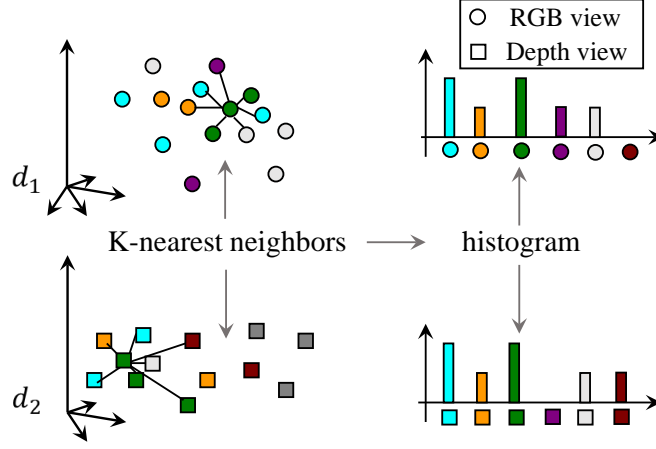 RGB view
Depth view
d₁
K-nearest neighbors
histogram
d₂